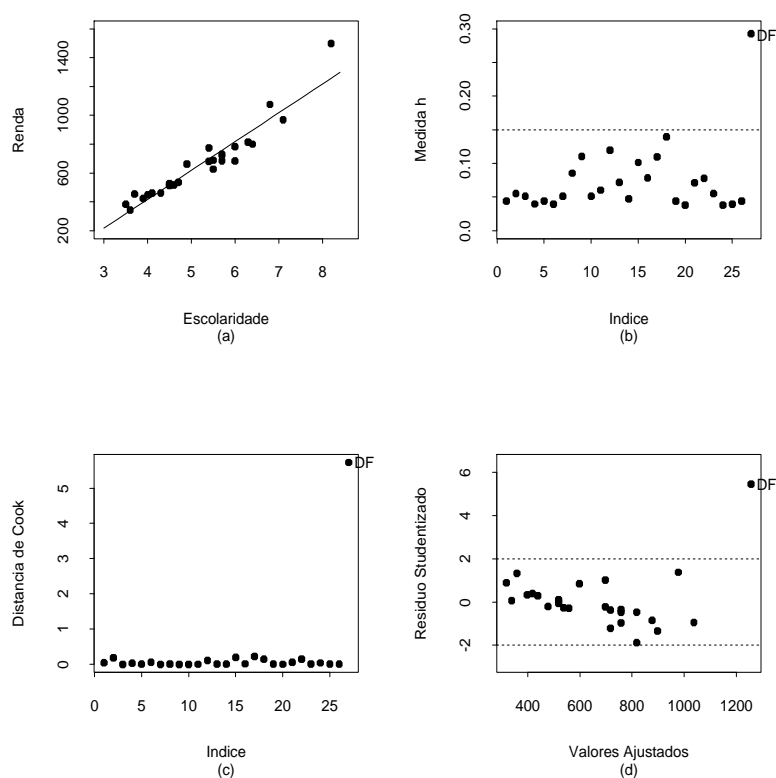 Renda
200 600 1000 1400
3 4 5 6 7 8
Escolaridade
(a)
Medida h
0.0 0.10 0.20 0.30
DF
0 5 10 15 20 25
Indice
(b)
Distancia de Cook
0 1 2 3 4 5
DF
0 5 10 15 20 25
Indice
(c)
Residuo Studentizado
-2 0 2 4 6
DF
400 600 800 1000 1200
Valores Ajustados
(d)